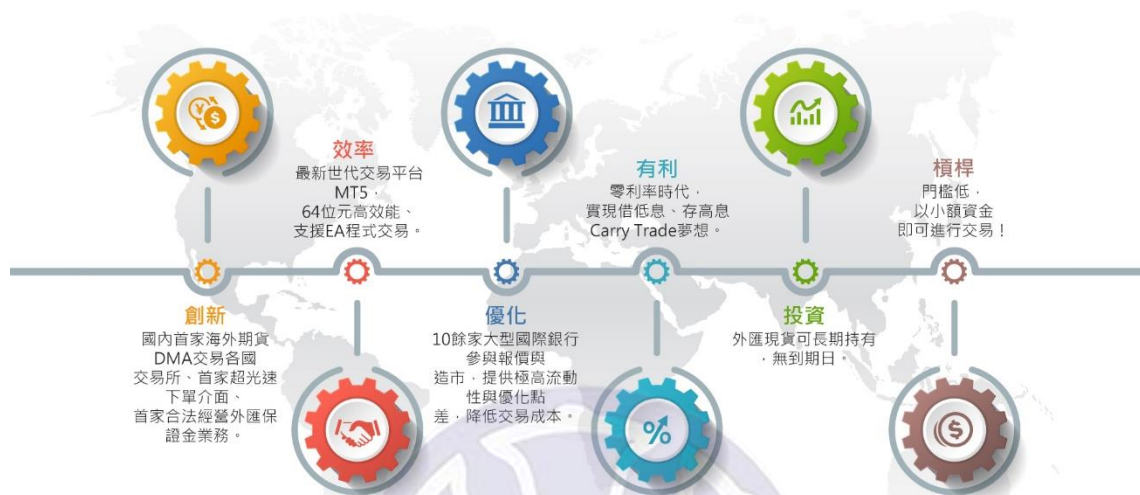 創新
國內首家海外期貨
DMA交易各國
交易所、首家超光速
下單介面、
首家合法經營外匯保
證金業務。
效率
最新世代交易平台
MT5，
64位元高效能、
支援EA程式交易。
優化
10餘家大型國際銀行
參與報價與
造市，提供極高流動
性與優化點
差，降低交易成本。
有利
零利率時代，
實現借低息、存高息
Carry Trade夢想。
投資
外匯現貨可長期持有
，無到期日。
槓桿
門檻低，
以小額資金
即可進行交易！
¥
$
%
$